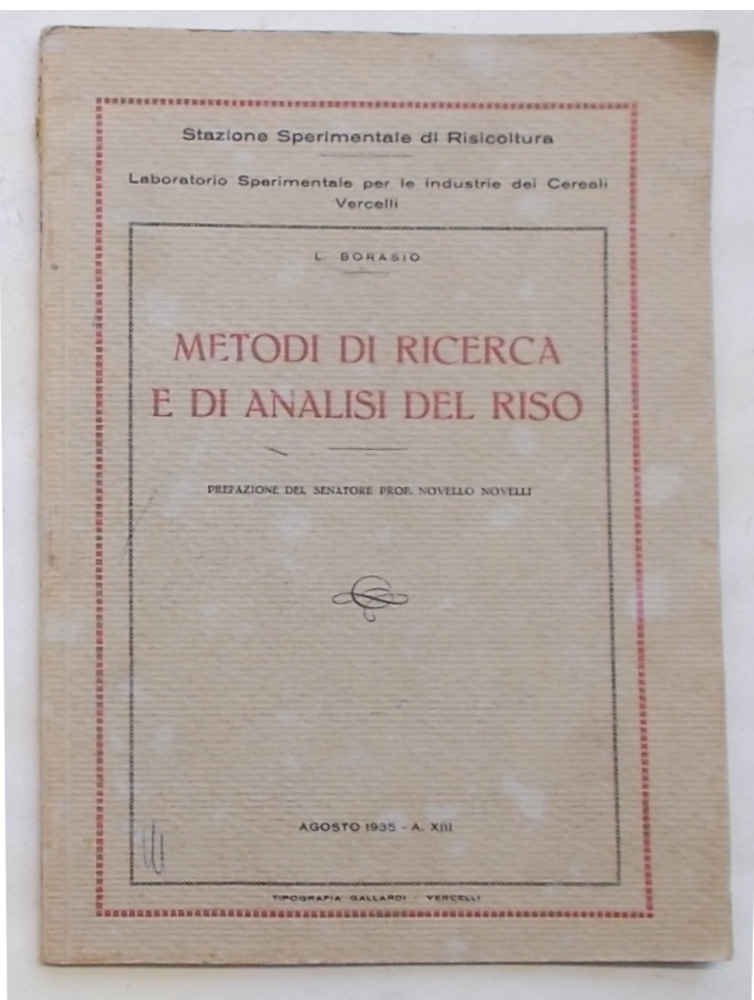 Stazione Sperimentale di Risicoltura
Laboratorio Sperimentale per le industrie dei Cereali
Vercelli
L. BORASIO
METODI DI RICERCA
E DI ANALISI DEL RISO
PREFAZIONE DEL SENATORE PROF. NOVELLO NOVELLI
AGOSTO 1935 - A. XIII
TIPOGRAFIA GALLARDI - VERCELLI